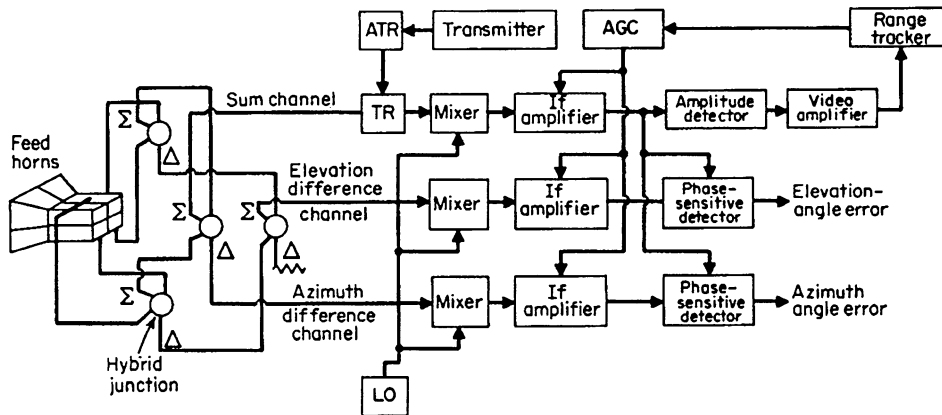 ATR
Transmitter
AGC
Range
tracker
Sum channel
TR
Mixer
If
amplifier
Amplitude
detector
Video
amplifier
Σ
Δ
Feed
horns
Elevation
difference
channel
Mixer
If
amplifier
Phase-
sensitive
detector
Elevation-
angle error
Σ
Δ
Σ
Δ
Σ
Δ
Azimuth
difference
channel
Mixer
If
amplifier
Phase-
sensitive
detector
Azimuth
angle error
Hybrid
junction
LO